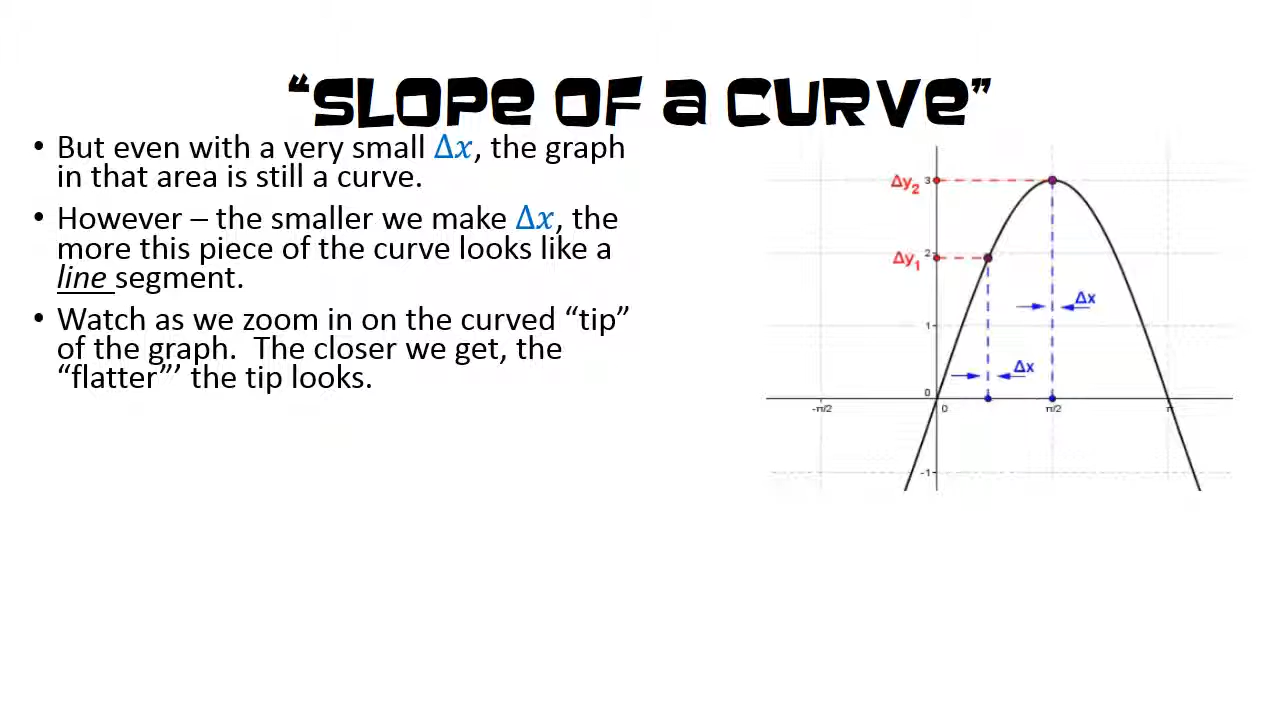 “SLOPe OF a CURVe”
• But even with a very small Δ𝑥, the graph
in that area is still a curve.
• However – the smaller we make Δ𝑥, the
more this piece of the curve looks like a
line segment.
• Watch as we zoom in on the curved “tip”
of the graph.  The closer we get, the
“flatter”’ the tip looks.
Δy₂ 3
Δy₁ 2
Δx
1
Δx
0
-π/2 0 π/2 π
-1